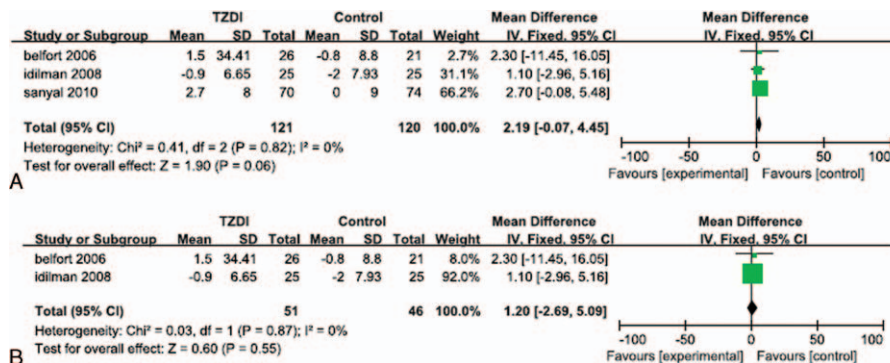 TZDI Control Mean Difference Mean Difference
Study or Subgroup Mean SD Total Mean SD Total Weight IV. Fixed. 95% CI IV. Fixed. 95% CI
belfort 2006 1.5 34.41 26 -0.8 8.8 21 2.7% 2.30 [-11.45, 16.05]
idilman 2008 -0.9 6.65 25 -2 7.93 25 31.1% 1.10 [-2.96, 5.16]
sanyal 2010 2.7 8 70 0 9 74 66.2% 2.70 [-0.08, 5.48]
Total (95% CI) 121 120 100.0% 2.19 [-0.07, 4.45]
Heterogeneity: Chi² = 0.41, df = 2 (P = 0.82); I² = 0%
Test for overall effect: Z = 1.90 (P = 0.06)
-100 -50 0 50 100
Favours [experimental] Favours [control]
A
TZDI Control Mean Difference Mean Difference
Study or Subgroup Mean SD Total Mean SD Total Weight IV. Fixed. 95% CI IV. Fixed. 95% CI
belfort 2006 1.5 34.41 26 -0.8 8.8 21 8.0% 2.30 [-11.45, 16.05]
idilman 2008 -0.9 6.65 25 -2 7.93 25 92.0% 1.10 [-2.96, 5.16]
Total (95% CI) 51 46 100.0% 1.20 [-2.69, 5.09]
Heterogeneity: Chi² = 0.03, df = 1 (P = 0.87); I² = 0%
Test for overall effect: Z = 0.60 (P = 0.55)
-100 -50 0 50 100
Favours [experimental] Favours [control]
B